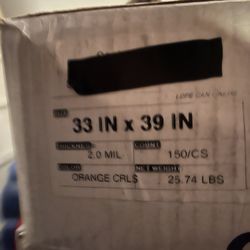 SIZE
33 IN x 39 IN
THICKNESS COUNT
2.0 MIL 150/CS
COLOR NET WEIGHT
ORANGE CRLS 25.74 LBS